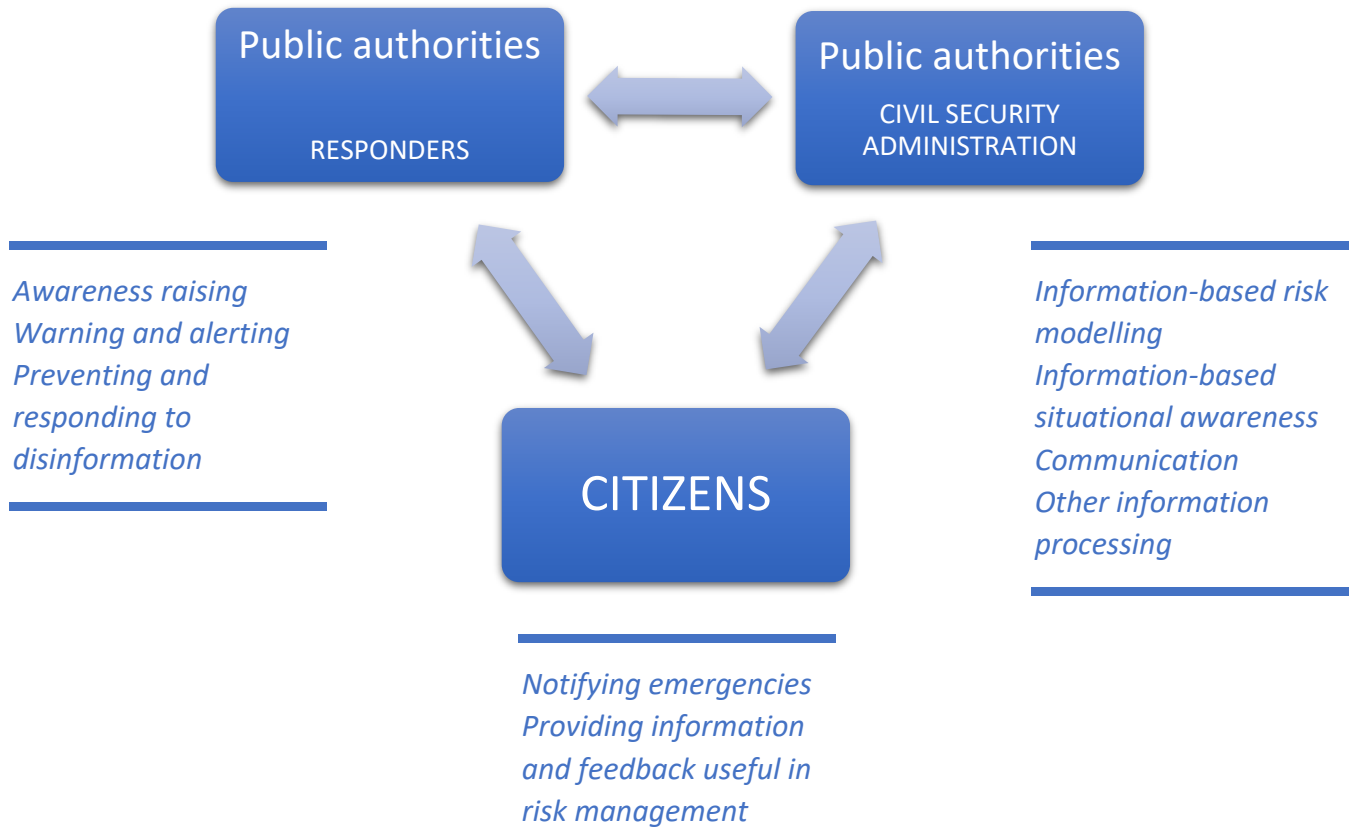 Public authorities
RESPONDERS
Public authorities
CIVIL SECURITY
ADMINISTRATION
Awareness raising
Warning and alerting
Preventing and
responding to
disinformation
Information-based risk
modelling
Information-based
situational awareness
Communication
Other information
processing
CITIZENS
Notifying emergencies
Providing information
and feedback useful in
risk management